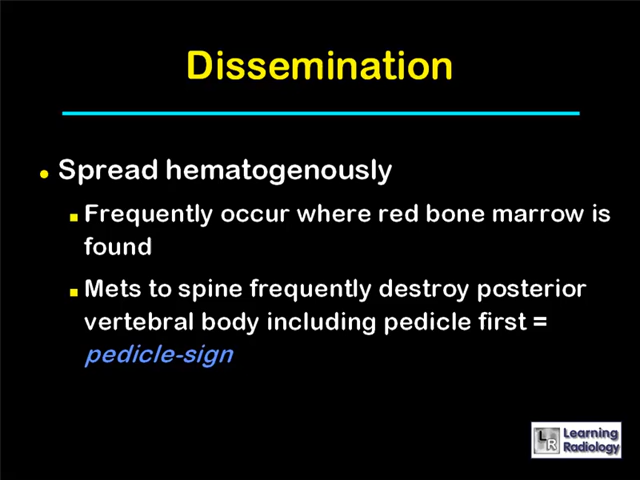 Dissemination
Spread hematogenously
Frequently occur where red bone marrow is
found
Mets to spine frequently destroy posterior
vertebral body including pedicle first =
pedicle-sign
LR Learning
Radiology